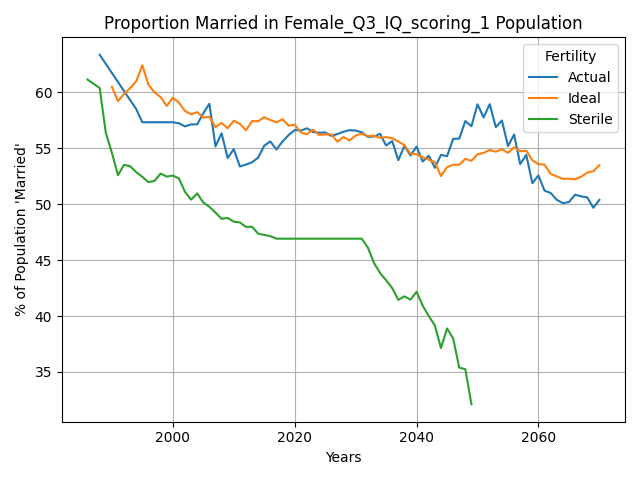 Proportion Married in Female_Q3_IQ_scoring_1 Population
Fertility
Actual
Ideal
Sterile
% of Population 'Married'
60
55
50
45
40
35
2000
2020
2040
2060
Years